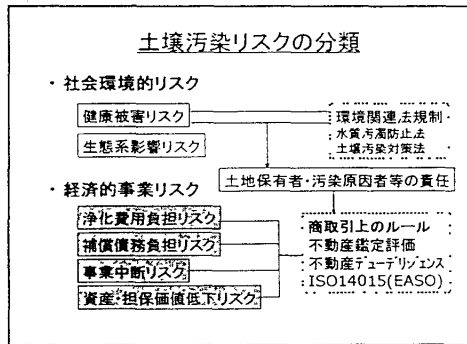 土壌汚染リスクの分類
・社会環境的リスク
健康被害リスク
生態系影響リスク
環境関連法規制
水質汚濁防止法
土壌汚染対策法
土地保有者・汚染原因者等の責任
・経済的事業リスク
浄化費用負担リスク
補償債務負担リスク
事業中断リスク
資産・担保価値低下リスク
商取引上のルール
不動産鑑定評価
不動産デューデリジェンス
ISO14015(EASO)